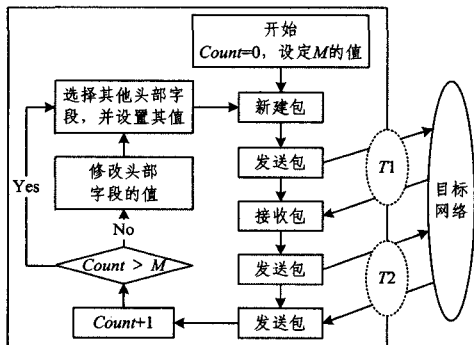 开始
Count=0，设定M的值
选择其他头部字
段，并设置其值
新建包
发送包
T1
Yes
修改头部
字段的值
接收包
目标
网络
No
Count > M
发送包
T2
Count+1
发送包